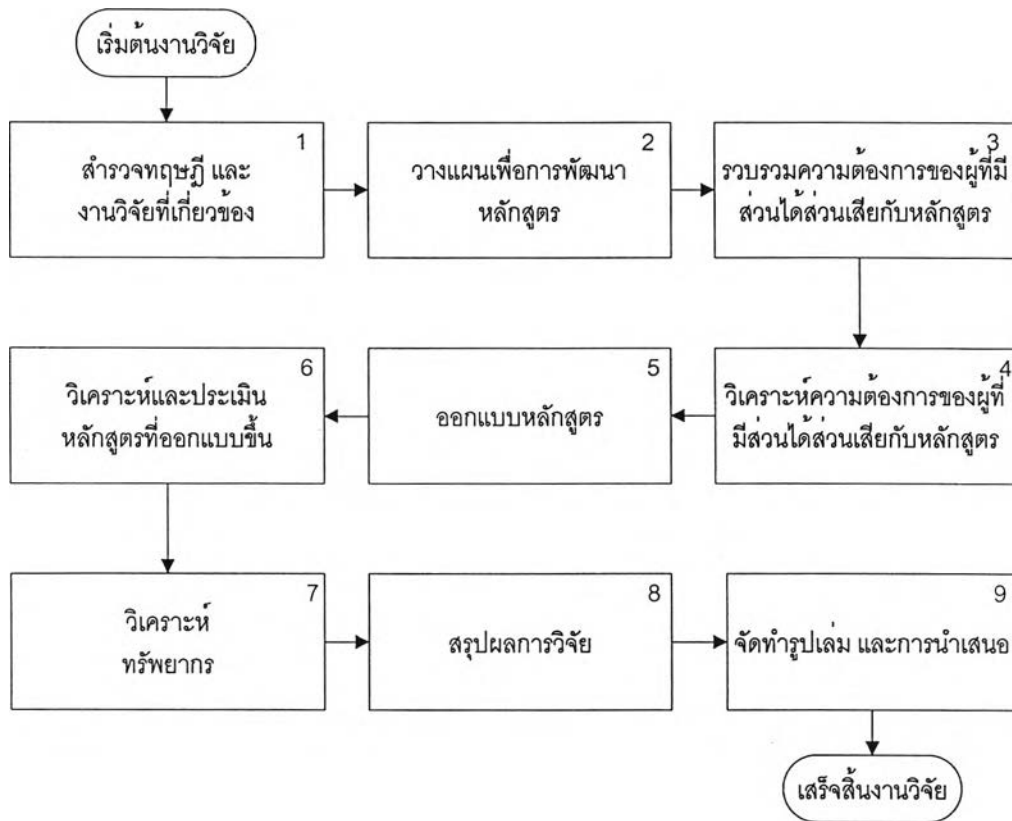 เริ่มต้นงานวิจัย
1
สำรวจทฤษฎี และ
งานวิจัยที่เกี่ยวข้อง
2
วางแผนเพื่อการพัฒนา
หลักสูตร
3
รวบรวมความต้องการของผู้ที่มี
ส่วนได้ส่วนเสียกับหลักสูตร
4
วิเคราะห์ความต้องการของผู้ที่
มีส่วนได้ส่วนเสียกับหลักสูตร
5
ออกแบบหลักสูตร
6
วิเคราะห์และประเมิน
หลักสูตรที่ออกแบบขึ้น
7
วิเคราะห์
ทรัพยากร
8
สรุปผลการวิจัย
9
จัดทำรูปเล่ม และการนำเสนอ
เสร็จสิ้นงานวิจัย